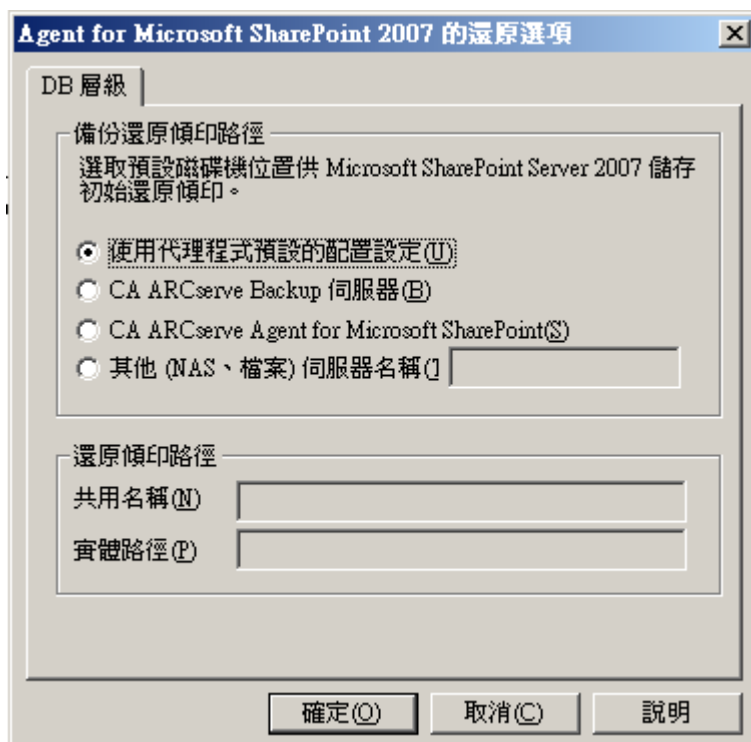 Agent for Microsoft SharePoint 2007 的還原選項
DB 層級
備份還原傾印路徑
選取預設磁碟機位置供 Microsoft SharePoint Server 2007 儲存
初始還原傾印。
使用代理程式預設的配置設定(U)
CA ARCserve Backup 伺服器(B)
CA ARCserve Agent for Microsoft SharePoint(S)
其他 (NAS、檔案) 伺服器名稱(]
還原傾印路徑
共用名稱(N)
實體路徑(P)
確定(O) 取消(C) 說明